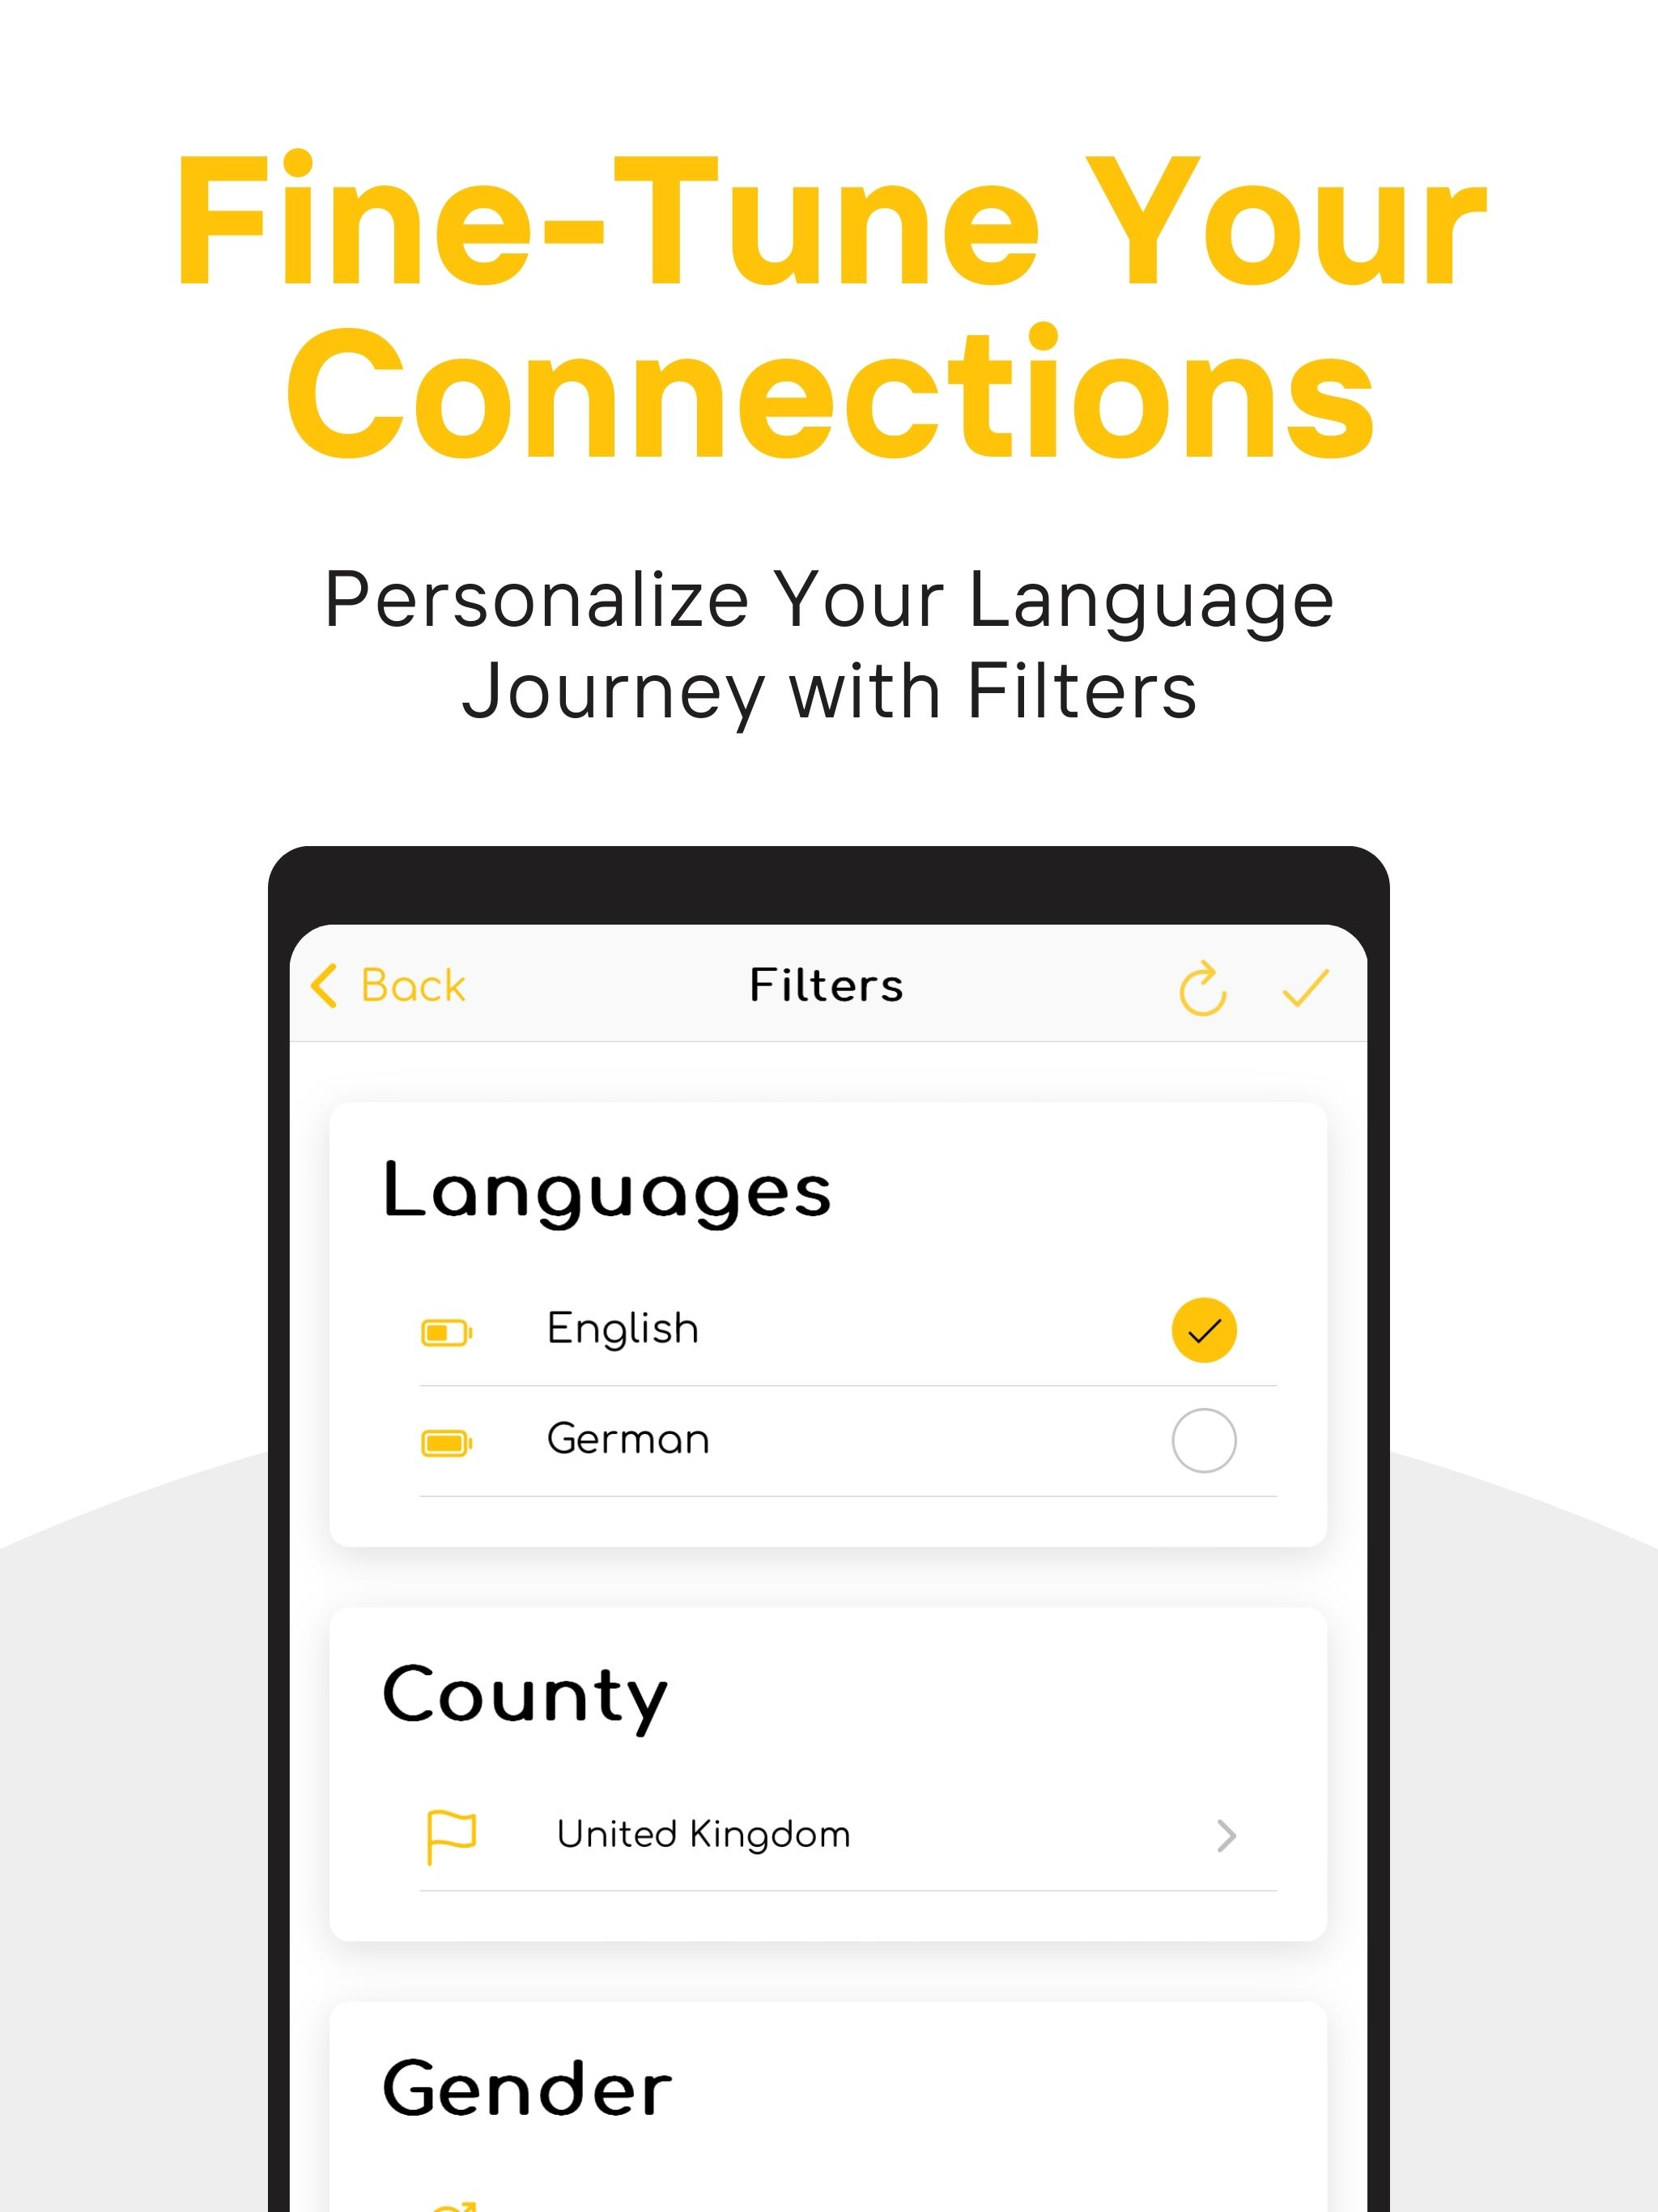 Fine-Tune Your
Connections
Personalize Your Language
Journey with Filters
Back
Filters
Languages
English
German
County
United Kingdom
Gender